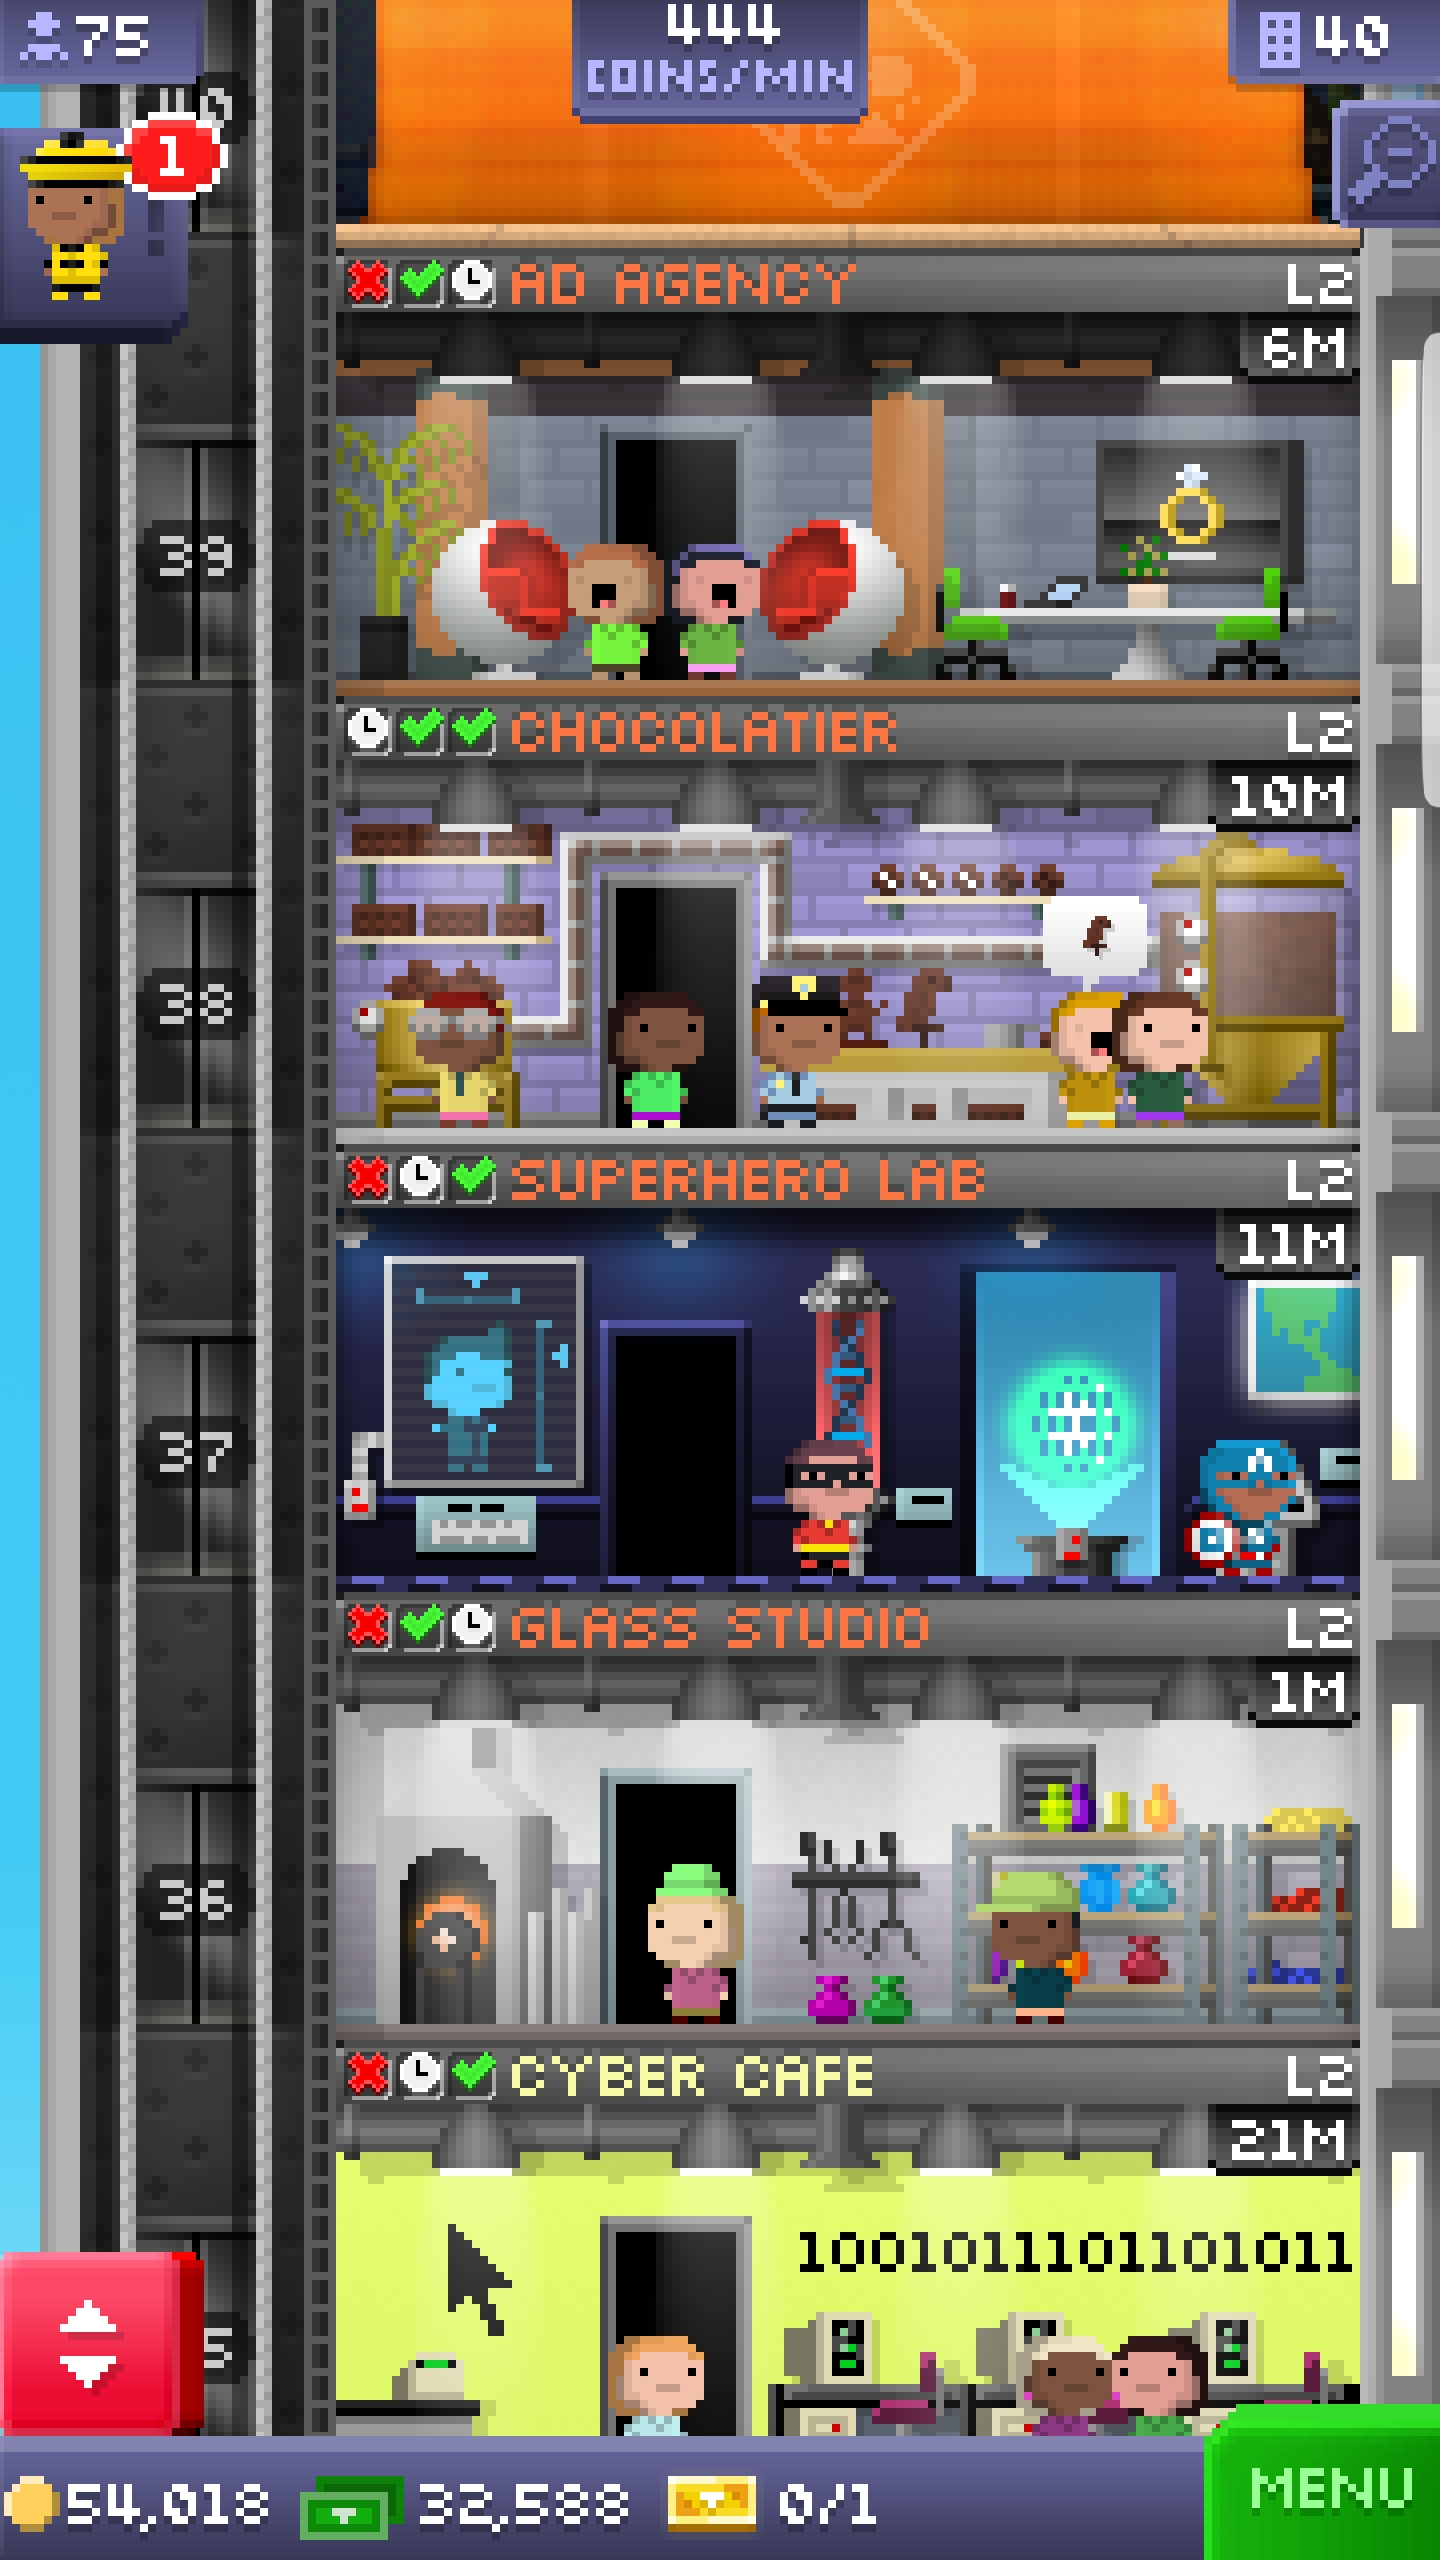 75
444
COINS/MIN
40
1
AD AGENCY L2
6M
39
CHOCOLATIER L2
10M
38
SUPERHERO LAB L2
11M
37
GLASS STUDIO L2
1M
36
CYBER CAFE L2
21M
1001011101101011
54,018 32,588 0/1
MENU